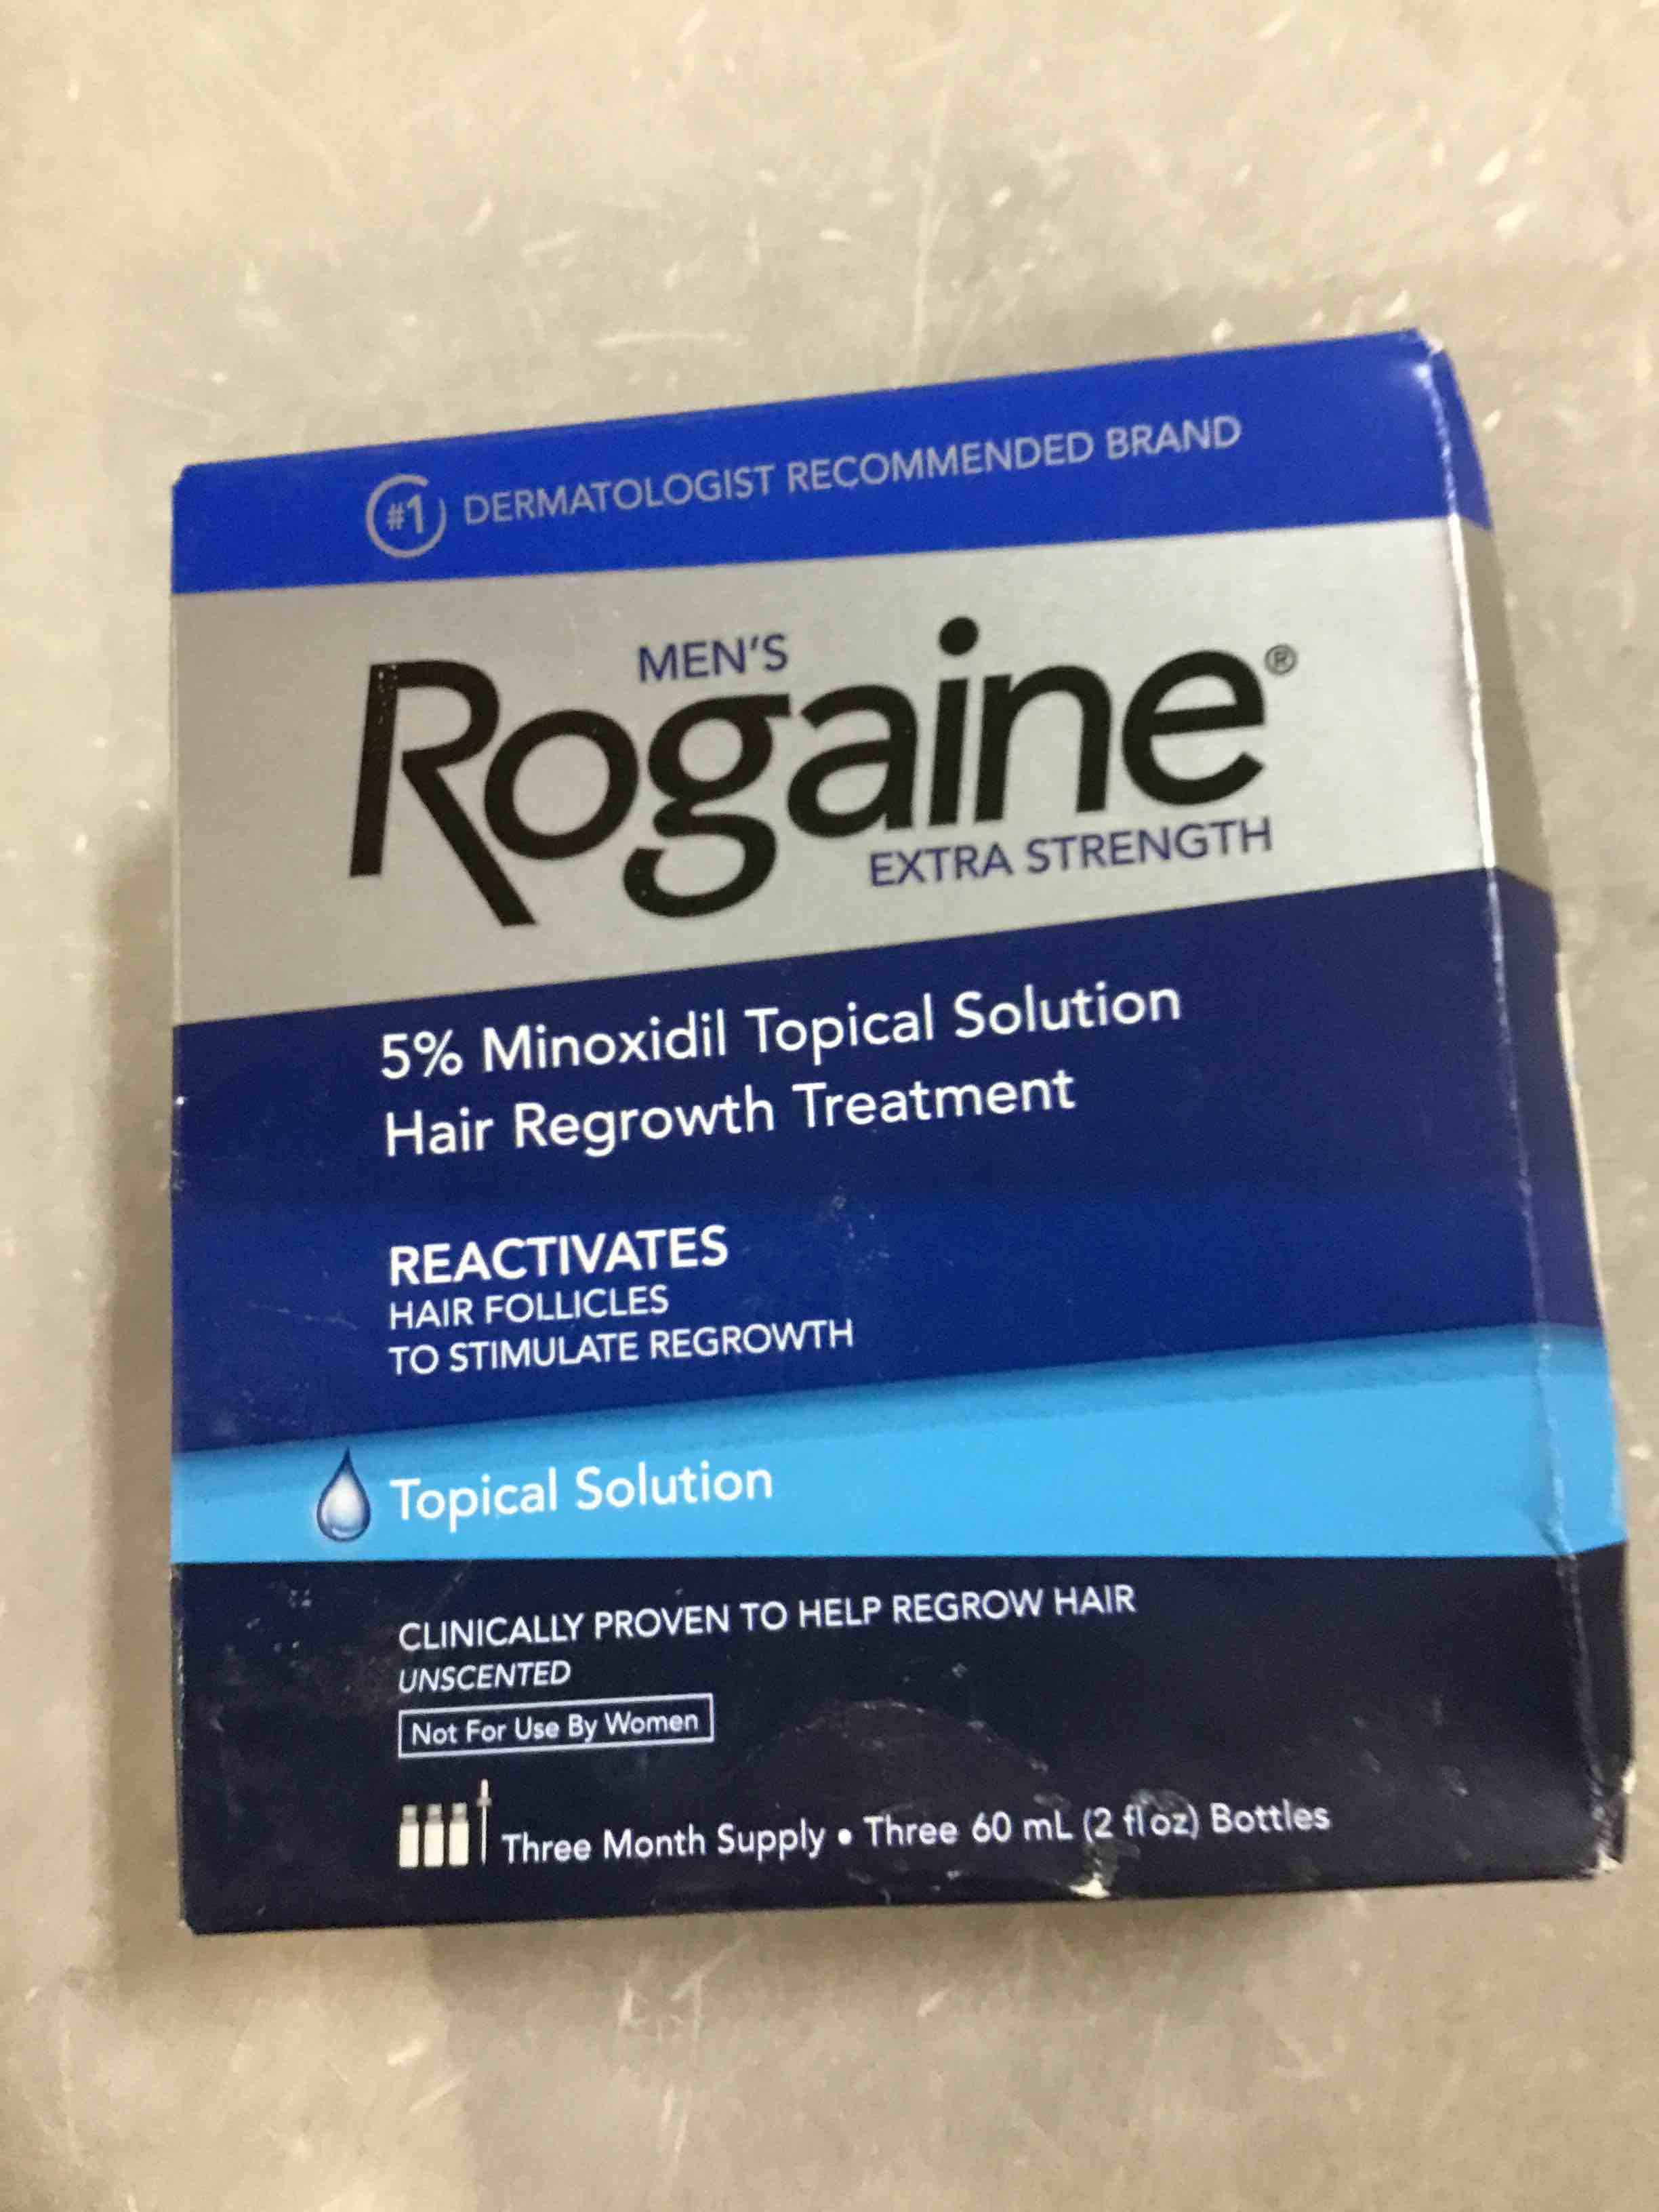 #1 DERMATOLOGIST RECOMMENDED BRAND
MEN'S
Rogaine®
EXTRA STRENGTH
5% Minoxidil Topical Solution
Hair Regrowth Treatment
REACTIVATES
HAIR FOLLICLES
TO STIMULATE REGROWTH
Topical Solution
CLINICALLY PROVEN TO HELP REGROW HAIR
UNSCENTED
Not For Use By Women
Three Month Supply • Three 60 mL (2 fl oz) Bottles